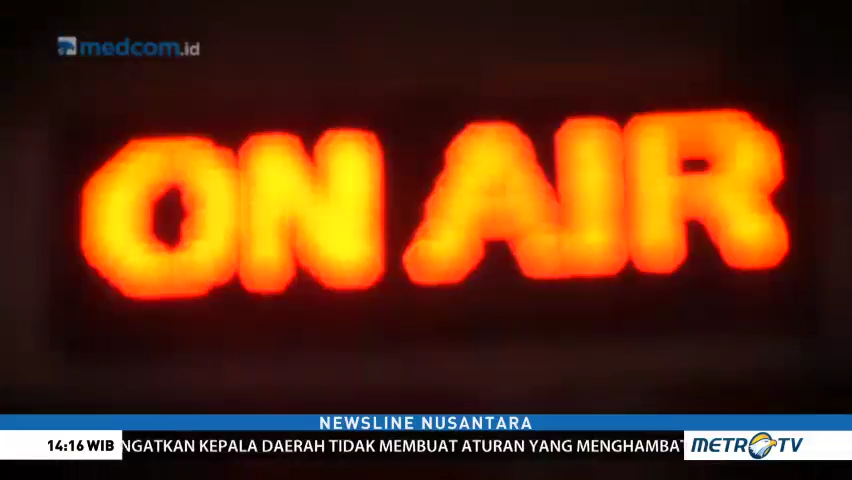 medcom.id
ON AIR
NEWSLINE NUSANTARA
14:16 WIB
NGATKAN KEPALA DAERAH TIDAK MEMBUAT ATURAN YANG MENGHAMBAT
METRO TV